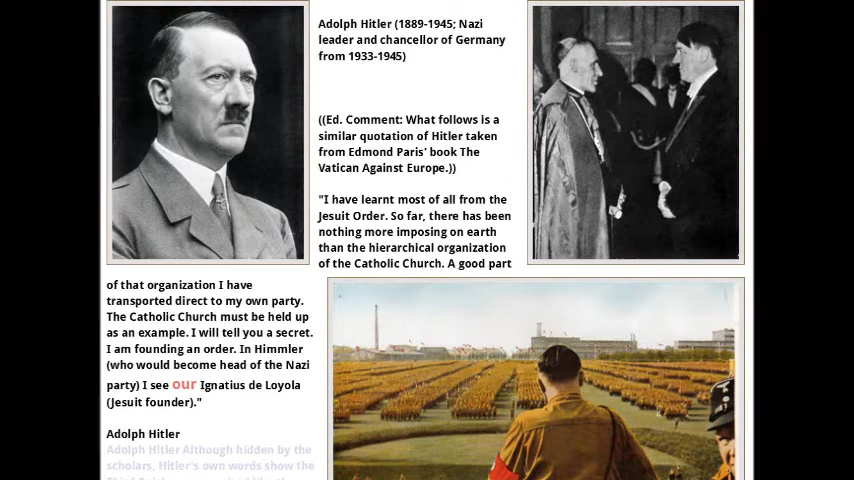 Adolph Hitler (1889-1945; Nazi
leader and chancellor of Germany
from 1933-1945)
((Ed. Comment: What follows is a
similar quotation of Hitler taken
from Edmond Paris’ book The
Vatican Against Europe.))
"I have learnt most of all from the
Jesuit Order. So far, there has been
nothing more imposing on earth
than the hierarchical organization
of the Catholic Church. A good part
of that organization I have
transported direct to my own party.
The Catholic Church must be held up
as an example. I will tell you a secret.
I am founding an order. In Himmler
(who would become head of the Nazi
party) I see our Ignatius de Loyola
(Jesuit founder)."
Adolph Hitler
Adolph Hitler Although hidden by the
scholars, Hitler's own words show the